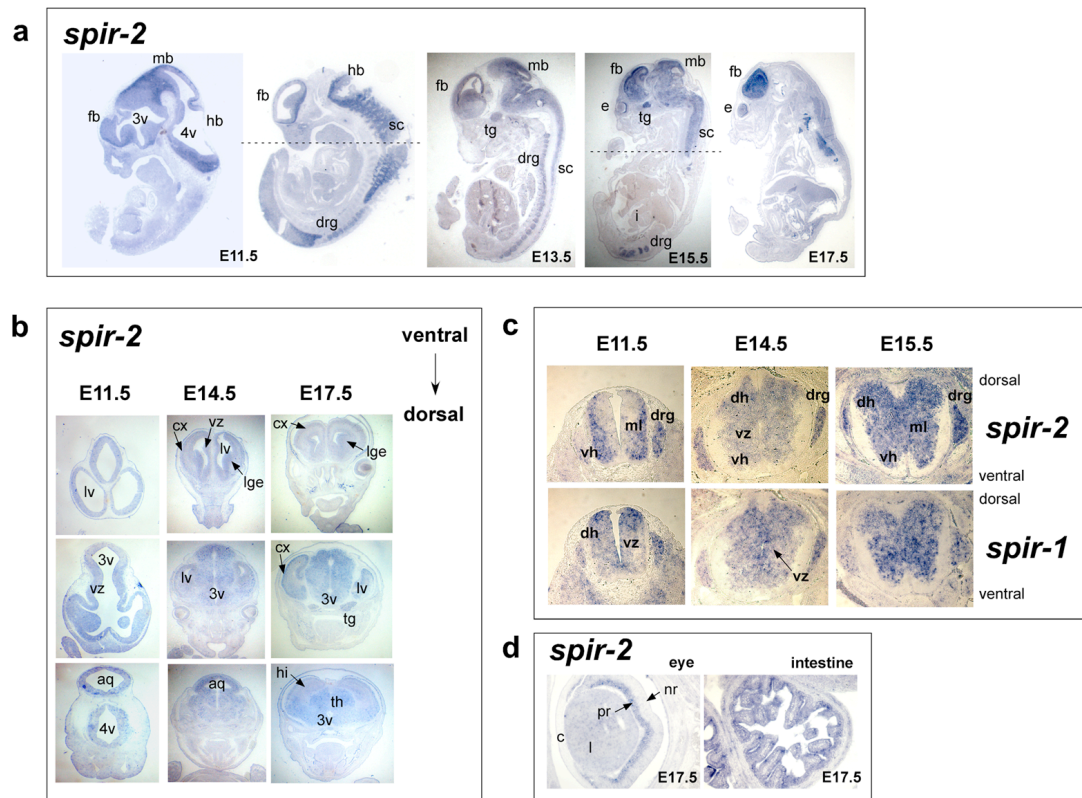 a
spir-2
mb
hb
fb
3v
hb
4v
fb
sc
drg
E11.5
fb
mb
tg
drg
sc
E13.5
fb
mb
e
tg
sc
i
drg
E15.5
fb
e
E17.5
b
spir-2
ventral
dorsal
E11.5 E14.5 E17.5
lv
cx vz lv
lge
cx
lge
3v
vz
lv
3v
cx
lv
3v
tg
aq
4v
aq
hi
th
3v
c
E11.5 E14.5 E15.5
ml drg
vh
dh
vz
vh
drg
dh
ml
vh
dorsal
drg
spir-2
ventral
dh vz
vz
dorsal
spir-1
ventral
d
spir-2
eye
intestine
nr
pr
c
l
E17.5
E17.5